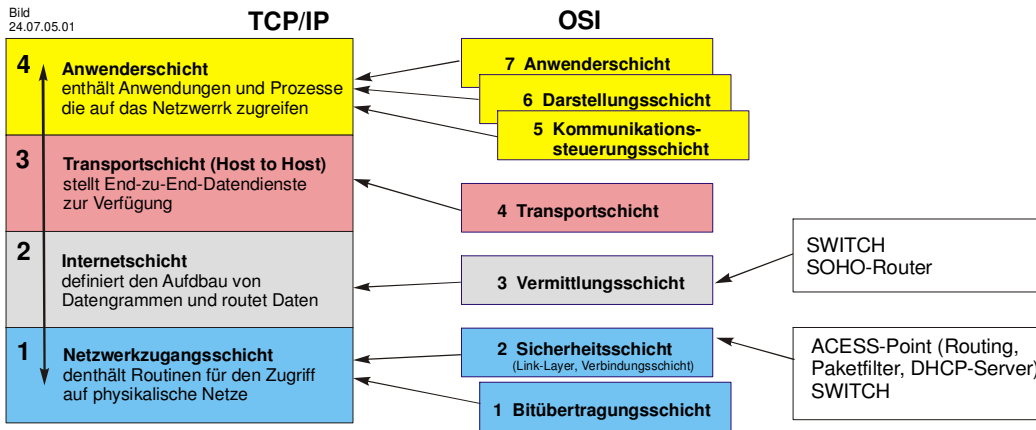 Bild
24.07.05.01
TCP/IP
OSI
4
Anwenderschicht
enthält Anwendungen und Prozesse
die auf das Netzwerrk zugreifen
3
Transportschicht (Host to Host)
stellt End-zu-End-Datendienste
zur Verfügung
2
Internetschicht
definiert den Aufdbau von
Datengrammen und routet Daten
1
Netzwerkzugangsschicht
denthält Routinen für den Zugriff
auf physikalische Netze
7 Anwenderschicht
6 Darstellungsschicht
5 Kommunikations-
steuerungsschicht
4 Transportschicht
3 Vermittlungsschicht
2 Sicherheitsschicht
(Link-Layer, Verbindungsschicht)
1 Bitübertragungsschicht
SWITCH
SOHO-Router
ACESS-Point (Routing,
Paketfilter, DHCP-Server)
SWITCH